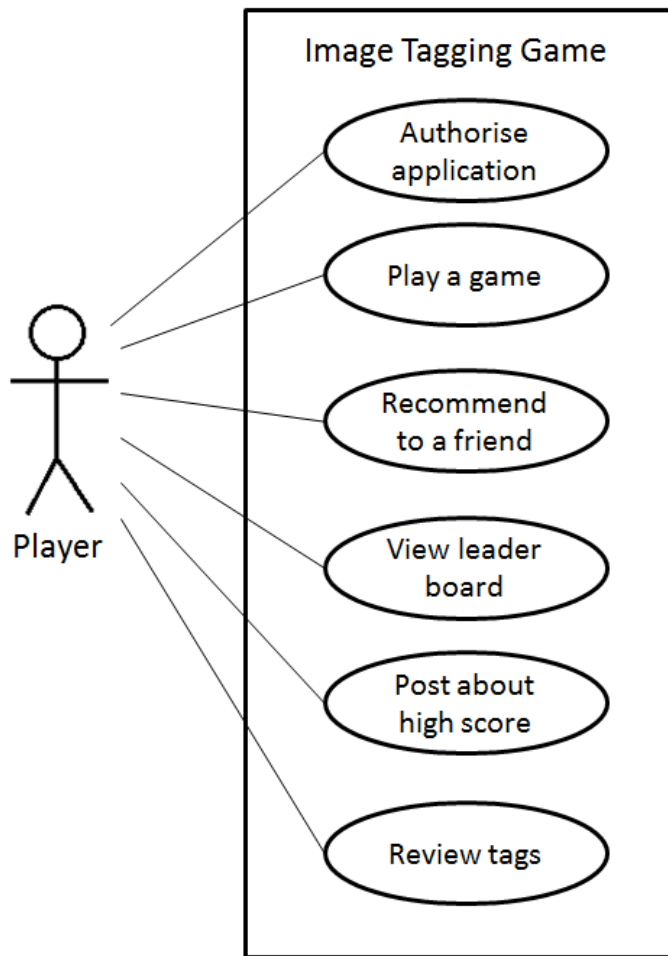 Image Tagging Game
Authorise
application
Play a game
Recommend
to a friend
View leader
board
Post about
high score
Review tags
Player